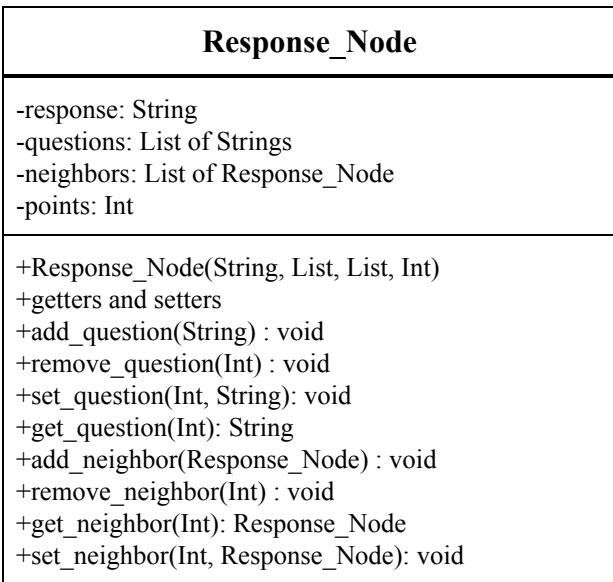 Response_Node
-response: String
-questions: List of Strings
-neighbors: List of Response_Node
-points: Int
+Response_Node(String, List, List, Int)
+getters and setters
+add_question(String) : void
+remove_question(Int) : void
+set_question(Int, String): void
+get_question(Int): String
+add_neighbor(Response_Node) : void
+remove_neighbor(Int) : void
+get_neighbor(Int): Response_Node
+set_neighbor(Int, Response_Node): void